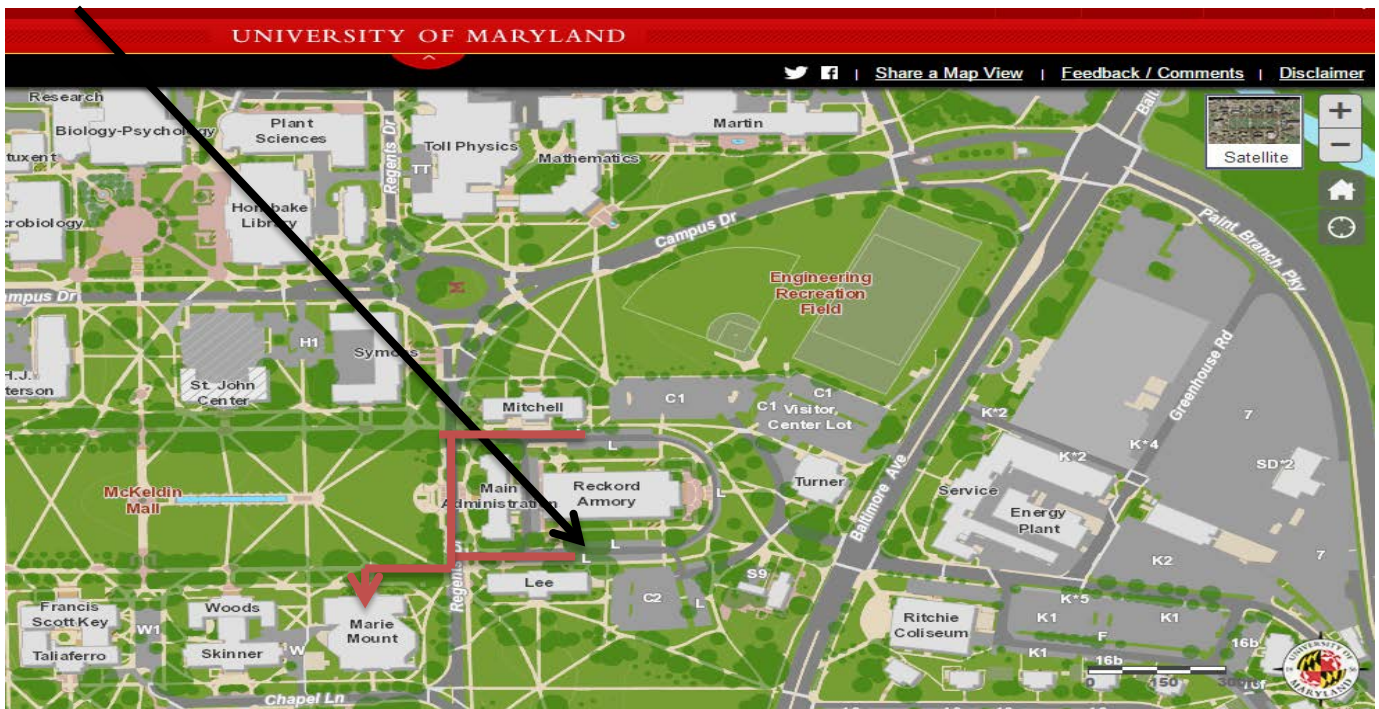 UNIVERSITY OF MARYLAND
Share a Map View | Feedback / Comments | Disclaimer
Research
Biology-Psychology
Plant
Sciences
Regents Dr
Toll Physics
TT
Mathematics
Martin
Satellite
+
−
Library
Campus Dr
Paint Branch Pky
Engineering
Recreation
Field
H1
St. John
Center
Greenhouse Rd
Mitchell
C1
C1
C1 Visitor
Center Lot
K*2
K*4
7
K*2
SD*2
L
McKeldin
Mall
Main
Administration
Reckord
Armory
L
Turner
Baltimore Ave
Service
Energy
Plant
L
L
Lee
K2
7
S9
C2
L
K*5
Francis
Scott Key
W1
Woods
Marie
Mount
Ritchie
Coliseum
K1
K1
F
Taliaferro
Skinner
W
K1
16b
16b
0
150
Chapel Ln
UNIVERSITY OF
MARYLAND